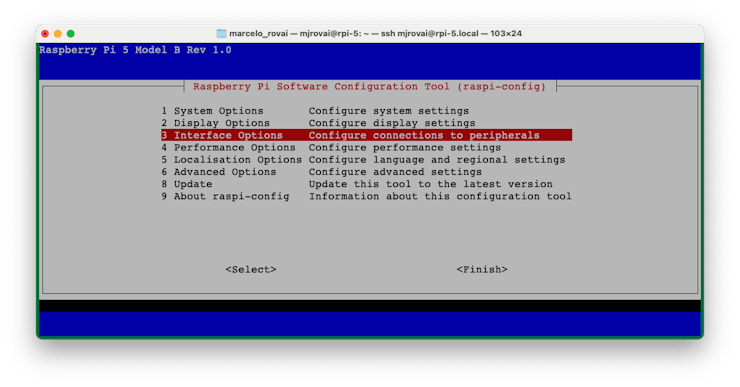 marcelo_rovai — mjrovai@rpi-5: ~ — ssh mjrovai@rpi-5.local — 103×24
Raspberry Pi 5 Model B Rev 1.0
Raspberry Pi Software Configuration Tool (raspi-config)
1 System Options Configure system settings
2 Display Options Configure display settings
3 Interface Options Configure connections to peripherals
4 Performance Options Configure performance settings
5 Localisation Options Configure language and regional settings
6 Advanced Options Configure advanced settings
8 Update Update this tool to the latest version
9 About raspi-config Information about this configuration tool
<Select> <Finish>